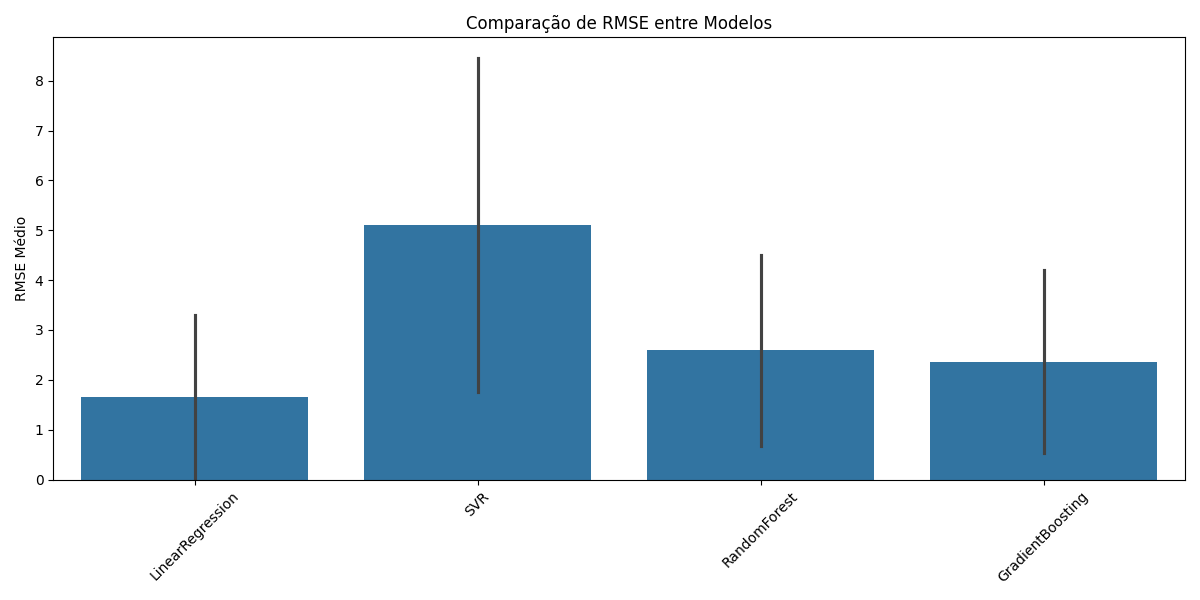 Comparação de RMSE entre Modelos
RMSE Médio
8
7
6
5
4
3
2
1
0
LinearRegression
SVR
RandomForest
GradientBoosting